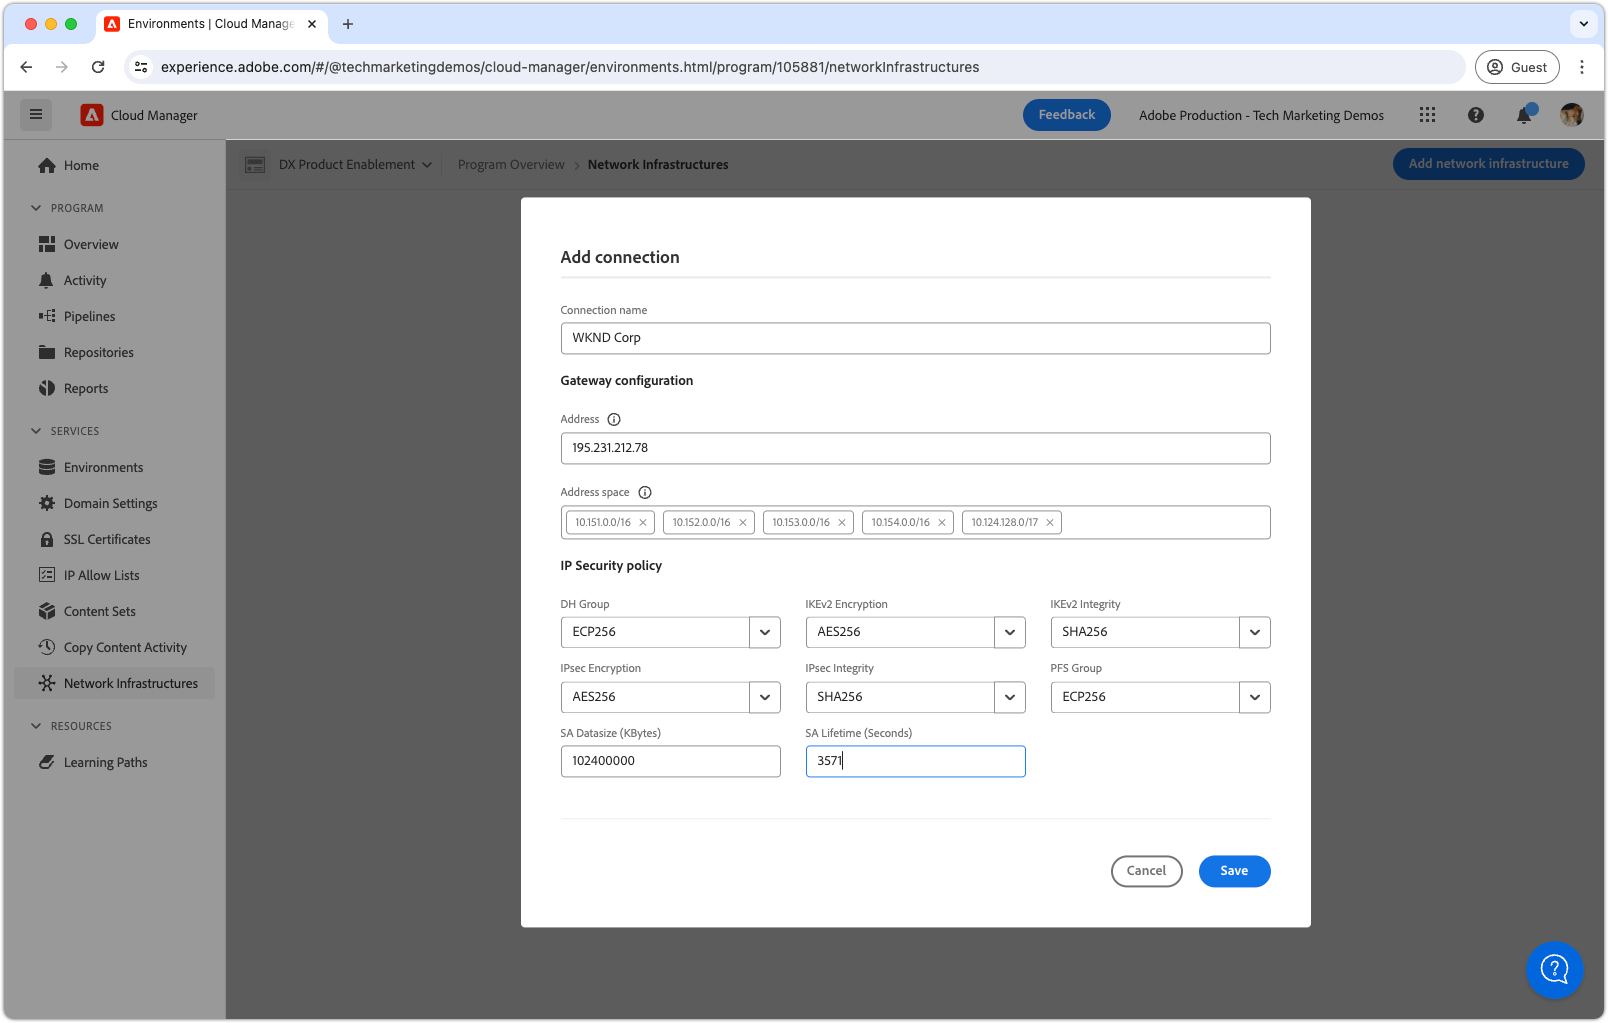 Environments | Cloud Manage
experience.adobe.com/#/@techmarketingdemos/cloud-manager/environments.html/program/105881/networkInfrastructures
Guest
Cloud Manager
Feedback
Adobe Production - Tech Marketing Demos
Home
PROGRAM
Overview
Activity
Pipelines
Repositories
Reports
SERVICES
Environments
Domain Settings
SSL Certificates
IP Allow Lists
Content Sets
Copy Content Activity
Network Infrastructures
RESOURCES
Learning Paths
DX Product Enablement
Program Overview > Network Infrastructures
Add network infrastructure
Add connection
Connection name
WKND Corp
Gateway configuration
Address
195.231.212.78
Address space
10.151.0.0/16 10.152.0.0/16 10.153.0.0/16 10.154.0.0/16 10.124.128.0/17
IP Security policy
DH Group IKEv2 Encryption IKEv2 Integrity
ECP256 AES256 SHA256
IPsec Encryption IPsec Integrity PFS Group
AES256 SHA256 ECP256
SA Datasize (KBytes) SA Lifetime (Seconds)
102400000 3571
Cancel Save